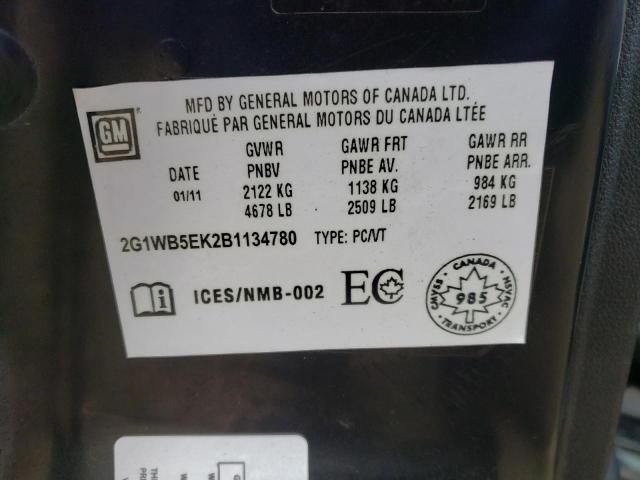 MFD BY GENERAL MOTORS OF CANADA LTD.
FABRIQUÉ PAR GENERAL MOTORS DU CANADA LTÉE
GM
GVWR GAWR FRT GAWR RR
DATE PNBV PNBE AV. PNBE ARR.
01/11 2122 KG 1138 KG 984 KG
4678 LB 2509 LB 2169 LB
2G1WB5EK2B1134780 TYPE: PC/VT
i ICES/NMB-002 EC
CANADA
CMVSS 985 NSVAC
TRANSPORT